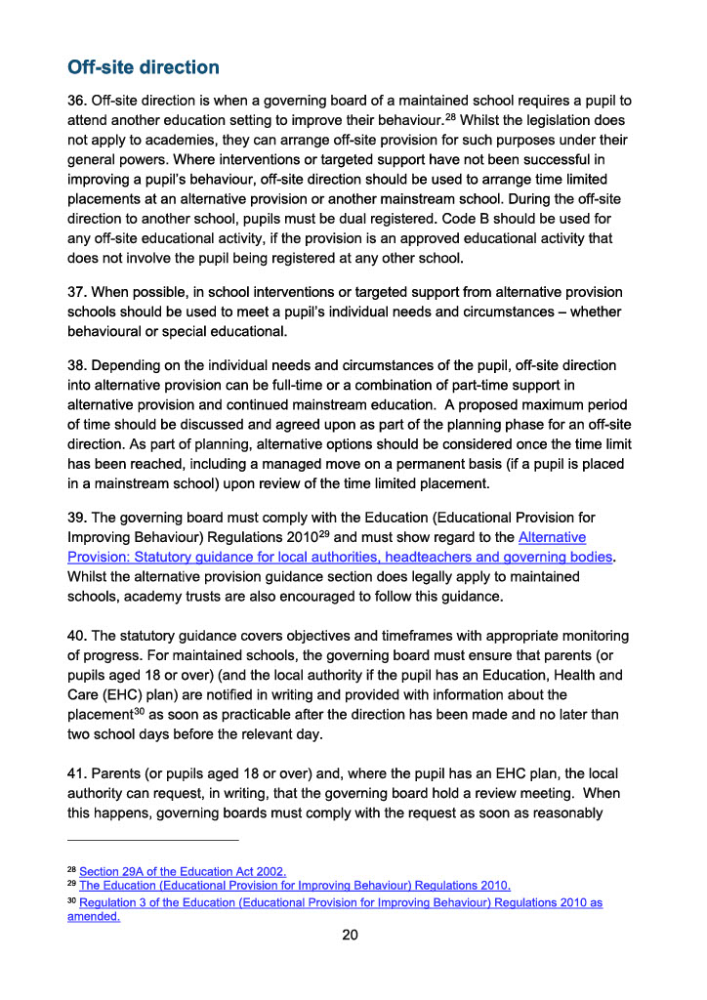 Off-site direction
36. Off-site direction is when a governing board of a maintained school requires a pupil to
attend another education setting to improve their behaviour.28 Whilst the legislation does
not apply to academies, they can arrange off-site provision for such purposes under their
general powers. Where interventions or targeted support have not been successful in
improving a pupil's behaviour, off-site direction should be used to arrange time limited
placements at an alternative provision or another mainstream school. During the off-site
direction to another school, pupils must be dual registered. Code B should be used for
any off-site educational activity, if the provision is an approved educational activity that
does not involve the pupil being registered at any other school.
37. When possible, in school interventions or targeted support from alternative provision
schools should be used to meet a pupil's individual needs and circumstances – whether
behavioural or special educational.
38. Depending on the individual needs and circumstances of the pupil, off-site direction
into alternative provision can be full-time or a combination of part-time support in
alternative provision and continued mainstream education.  A proposed maximum period
of time should be discussed and agreed upon as part of the planning phase for an off-site
direction. As part of planning, alternative options should be considered once the time limit
has been reached, including a managed move on a permanent basis (if a pupil is placed
in a mainstream school) upon review of the time limited placement.
39. The governing board must comply with the Education (Educational Provision for
Improving Behaviour) Regulations 201029 and must show regard to the Alternative
Provision: Statutory guidance for local authorities, headteachers and governing bodies.
Whilst the alternative provision guidance section does legally apply to maintained
schools, academy trusts are also encouraged to follow this guidance.
40. The statutory guidance covers objectives and timeframes with appropriate monitoring
of progress. For maintained schools, the governing board must ensure that parents (or
pupils aged 18 or over) (and the local authority if the pupil has an Education, Health and
Care (EHC) plan) are notified in writing and provided with information about the
placement30 as soon as practicable after the direction has been made and no later than
two school days before the relevant day.
41. Parents (or pupils aged 18 or over) and, where the pupil has an EHC plan, the local
authority can request, in writing, that the governing board hold a review meeting.  When
this happens, governing boards must comply with the request as soon as reasonably
28 Section 29A of the Education Act 2002.
29 The Education (Educational Provision for Improving Behaviour) Regulations 2010.
30 Regulation 3 of the Education (Educational Provision for Improving Behaviour) Regulations 2010 as
amended.
20